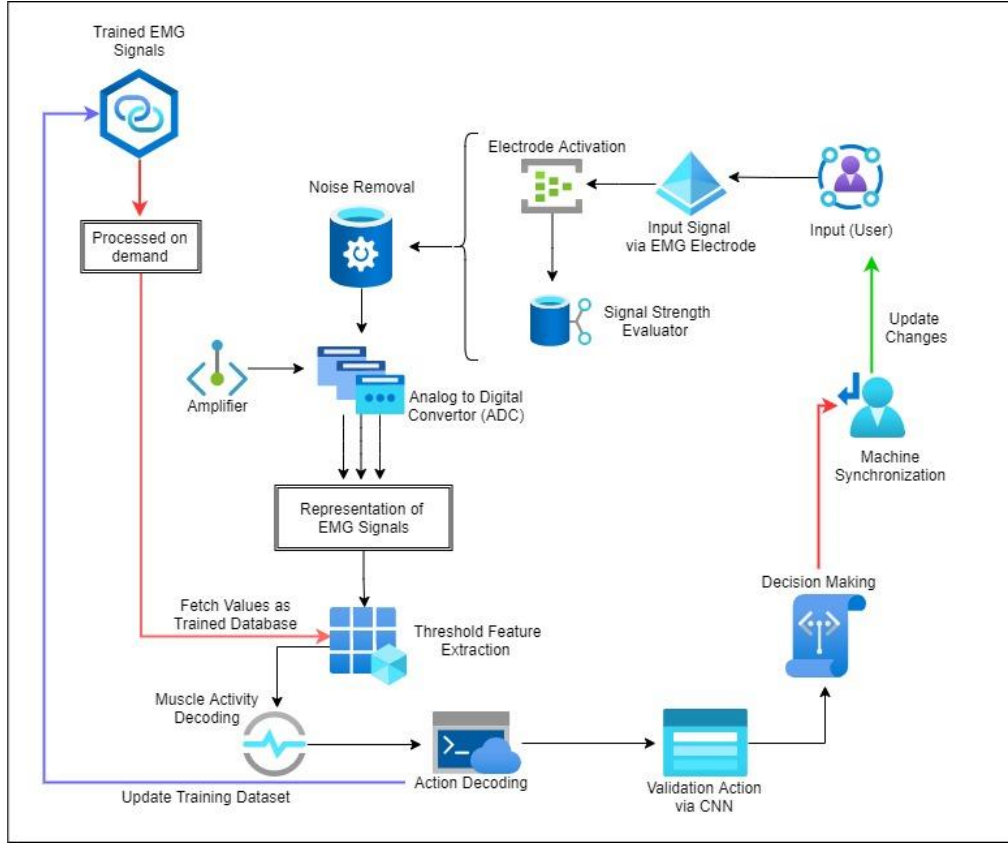 Trained EMG
Signals
Electrode Activation
Noise Removal
Input Signal
via EMG Electrode
Input (User)
Processed on
demand
Signal Strength
Evaluator
Update
Changes
Amplifier
Analog to Digital
Convertor (ADC)
Machine
Synchronization
Representation of
EMG Signals
Decision Making
Fetch Values as
Trained Database
Threshold Feature
Extraction
Muscle Activity
Decoding
Action Decoding
Validation Action
via CNN
Update Training Dataset